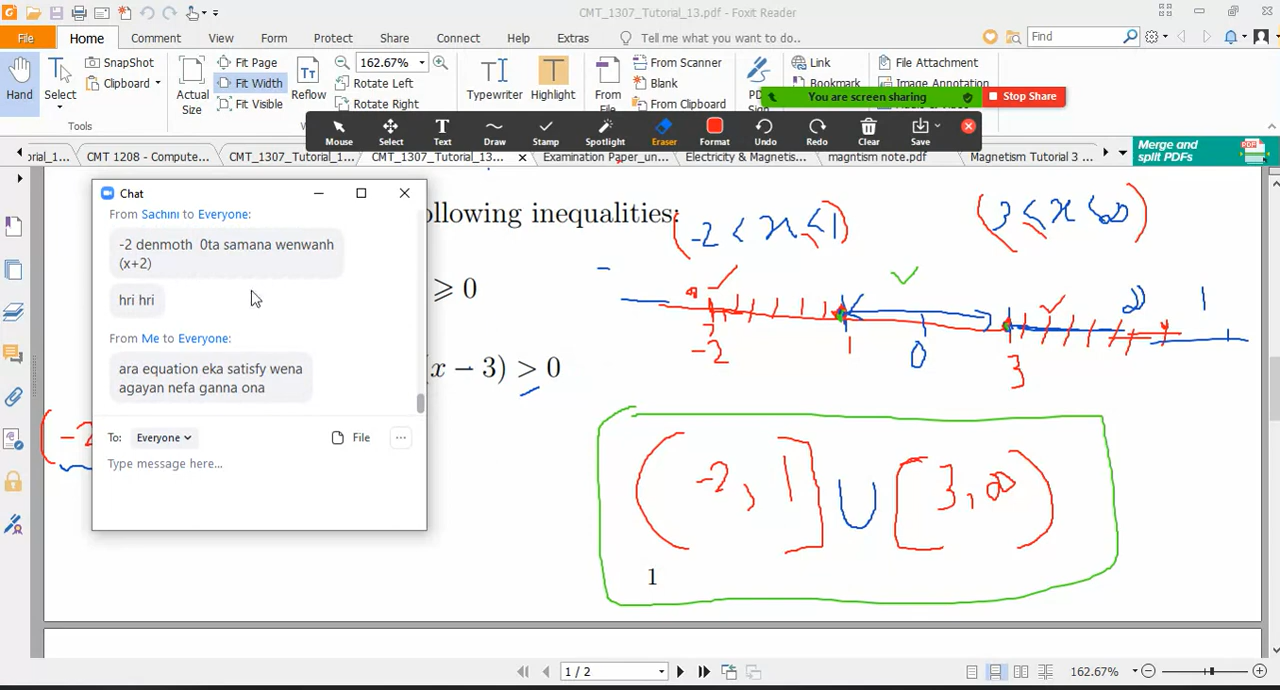 CMT_1307_Tutorial_13.pdf - Foxit Reader
File Home Comment View Form Protect Share Connect Help Extras Tell me what you want to do.. Find
Hand
Select
SnapShot
Clipboard
Tools
Actual Size
Fit Page
Fit Width
Fit Visible
Reflow
162.67%
Rotate Left
Rotate Right
Typewriter
Highlight
From File
From Scanner
Blank
From Clipboard
Link
Bookmark
File Attachment
Image Annotation
You are screen sharing
Stop Share
Mouse Select Text Draw Stamp Spotlight Eraser Format Undo Redo Clear Save
orial_1... CMT 1208 - Compute... CMT_1307_Tutorial_1... CMT_1307_Tutorial_13... Examination Paper_un... Electricity & Magnetis... magntism note.pdf Magnetism Tutorial 3 ...
Merge and split PDFs
Chat
From Sachini to Everyone:
-2 denmoth 0ta samana wenwanh
(x+2)
hri hri
From Me to Everyone:
ara equation eka satisfy wena
agayan nefa ganna ona
To: Everyone
File
...
Type message here...
ollowing inequalities:
⩾ 0
(x − 3) > 0
(-2
(-2 < x ≤ 1)
(3 ≤ x ≤ ∞)
-2 1 0 3
(-2, 1] ∪ [3, ∞)
1
1 / 2
162.67%